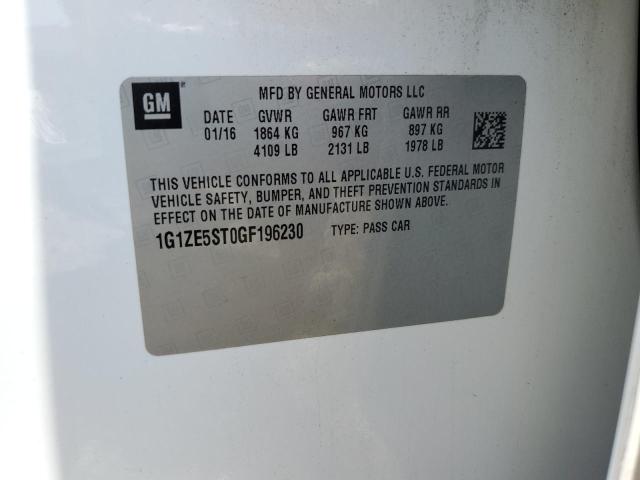 GM
MFD BY GENERAL MOTORS LLC
DATE GVWR GAWR FRT GAWR RR
01/16 1864 KG 967 KG 897 KG
4109 LB 2131 LB 1978 LB
THIS VEHICLE CONFORMS TO ALL APPLICABLE U.S. FEDERAL MOTOR
VEHICLE SAFETY, BUMPER, AND THEFT PREVENTION STANDARDS IN
EFFECT ON THE DATE OF MANUFACTURE SHOWN ABOVE.
1G1ZE5ST0GF196230 TYPE: PASS CAR